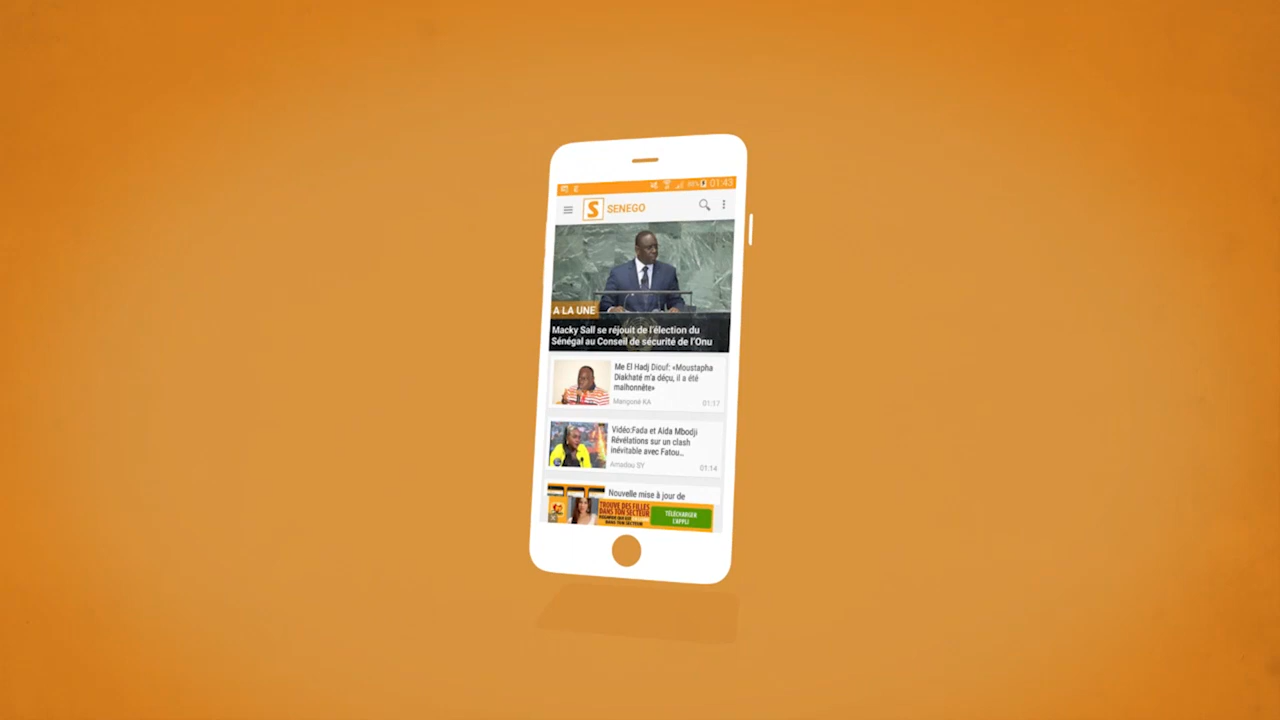 01:43
S SENEGO
A LA UNE
Macky Sall se réjouit de l'élection du
Sénégal au Conseil de sécurité de l'Onu
Me El Hadj Diouf: «Moustapha
Diakhaté m'a déçu, il a été
malhonnête»
Mangoné KA 01:17
Vidéo:Fada et Aida Mbodji
Révélations sur un clash
inévitable avec Fatou...
Amadou SY 01:14
Nouvelle mise à jour de
TROUVE DES FILLES
DANS TON SECTEUR
DANS TON SECTEUR
TÉLÉCHARGER
L'APPLI